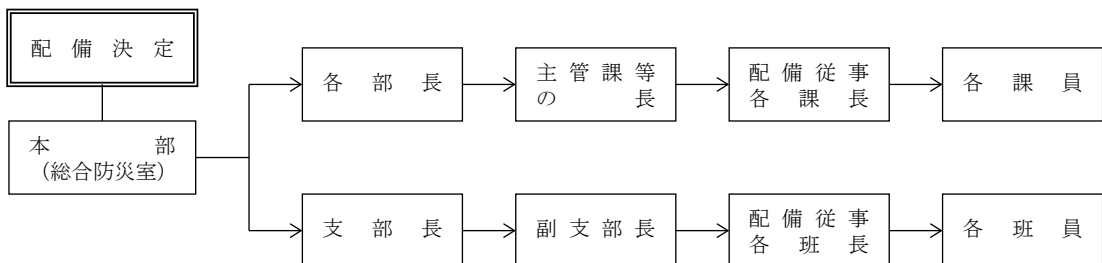 配備決定
本部
（総合防災室）
各部長
主管課等
の長
配備従事
各課長
各課員
支部長
副支部長
配備従事
各班長
各班員